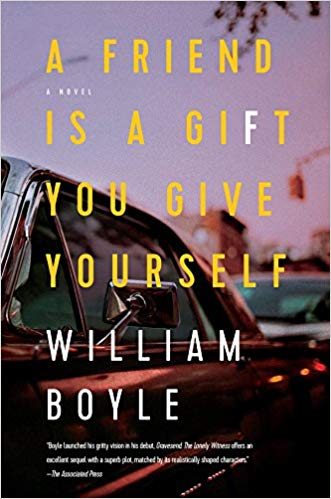 A FRIEND
A NOVEL
IS A GIFT
YOU GIVE
YOURSELF
WILLIAM
BOYLE
"Boyle launched his gritty vision in his debut, Gravesend The Lonely Witness offers an
excellent sequel with a superb plot, matched by its realistically shaped characters."
—The Associated Press